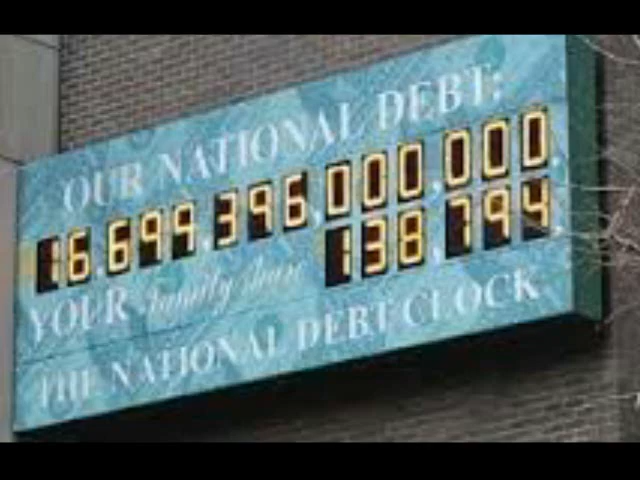 OUR NATIONAL DEBT:
16,699,396,000,000.
YOUR family share 138,794.
THE NATIONAL DEBT CLOCK